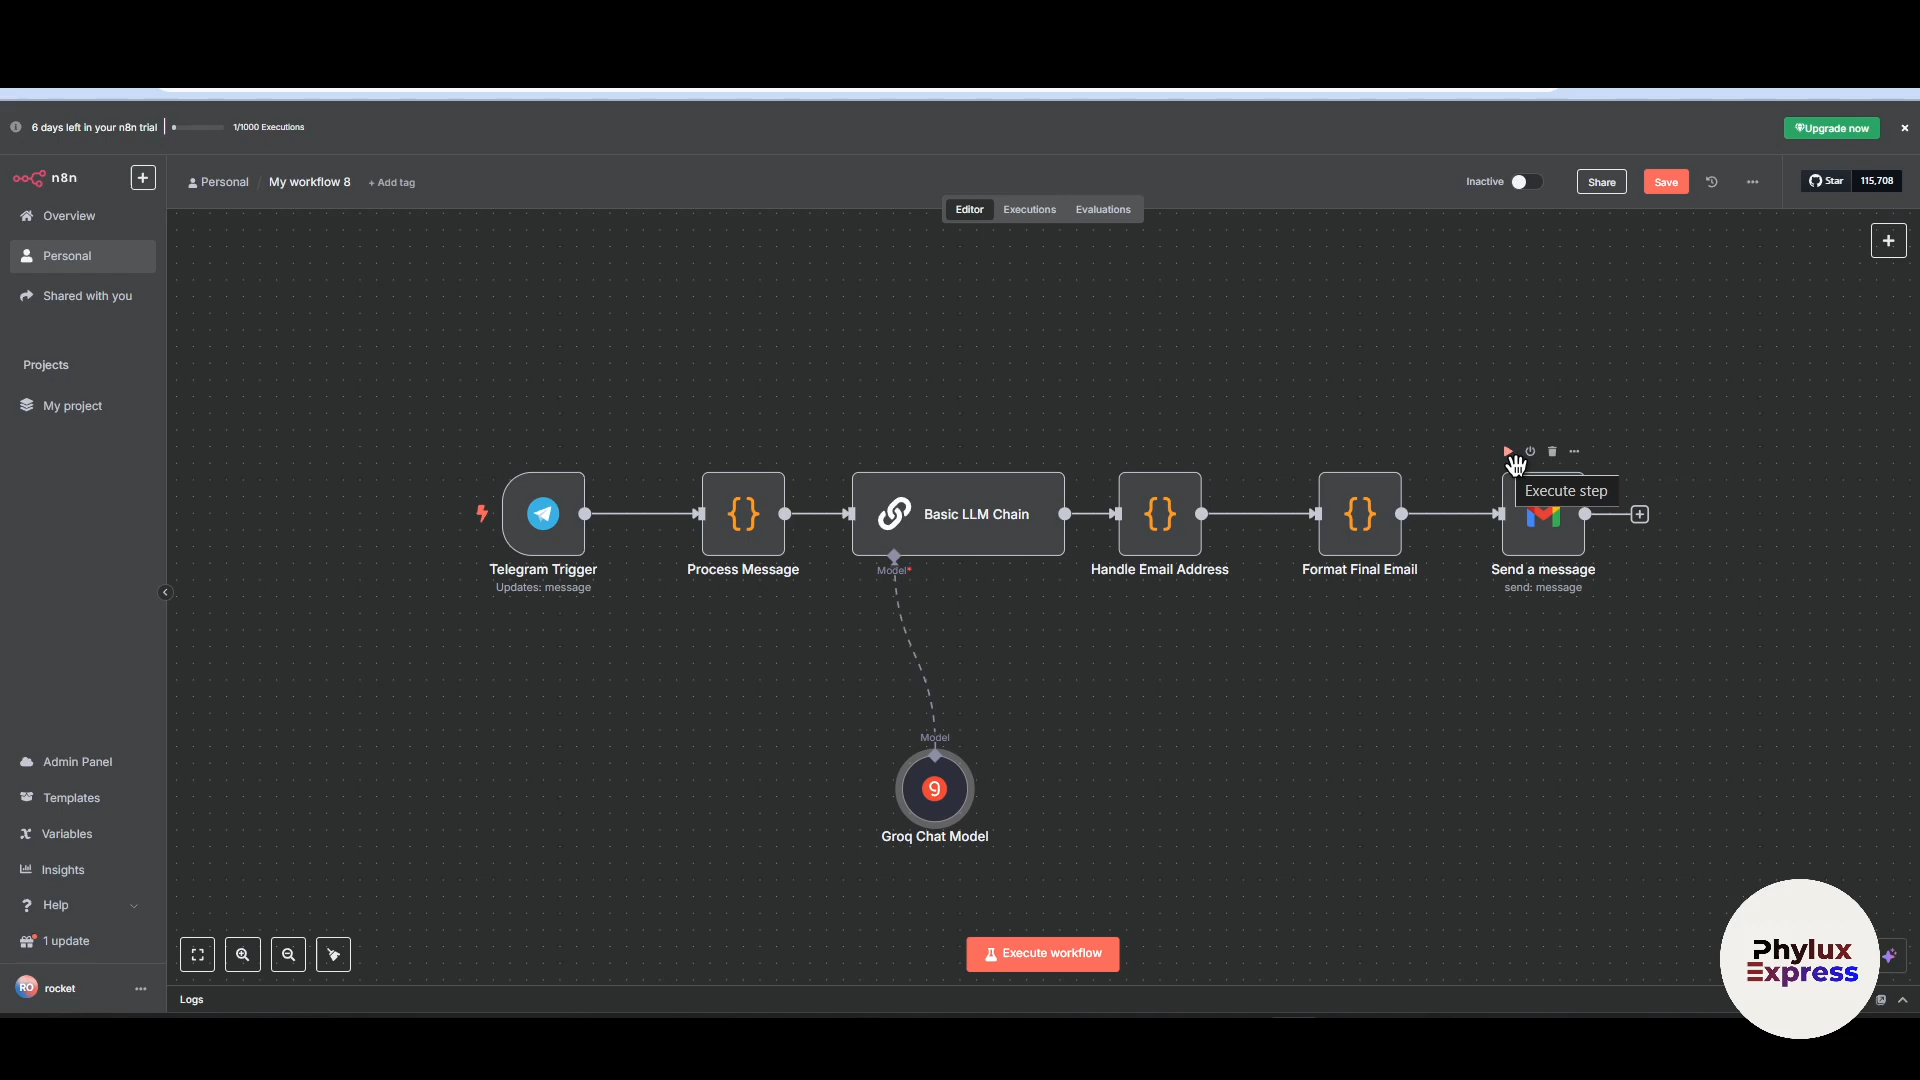 6 days left in your n8n trial
1/1000 Executions
Upgrade now
n8n
Personal / My workflow 8 + Add tag
Inactive
Share
Save
Star 115,708
Editor Executions Evaluations
Overview
Personal
Shared with you
Projects
My project
Execute step
Basic LLM Chain
Telegram Trigger
Updates: message
Process Message
Model*
Handle Email Address
Format Final Email
Send a message
send: message
Model
Groq Chat Model
Admin Panel
Templates
Variables
Insights
Help
1 update
RO rocket
Execute workflow
Logs
Phylux
Express